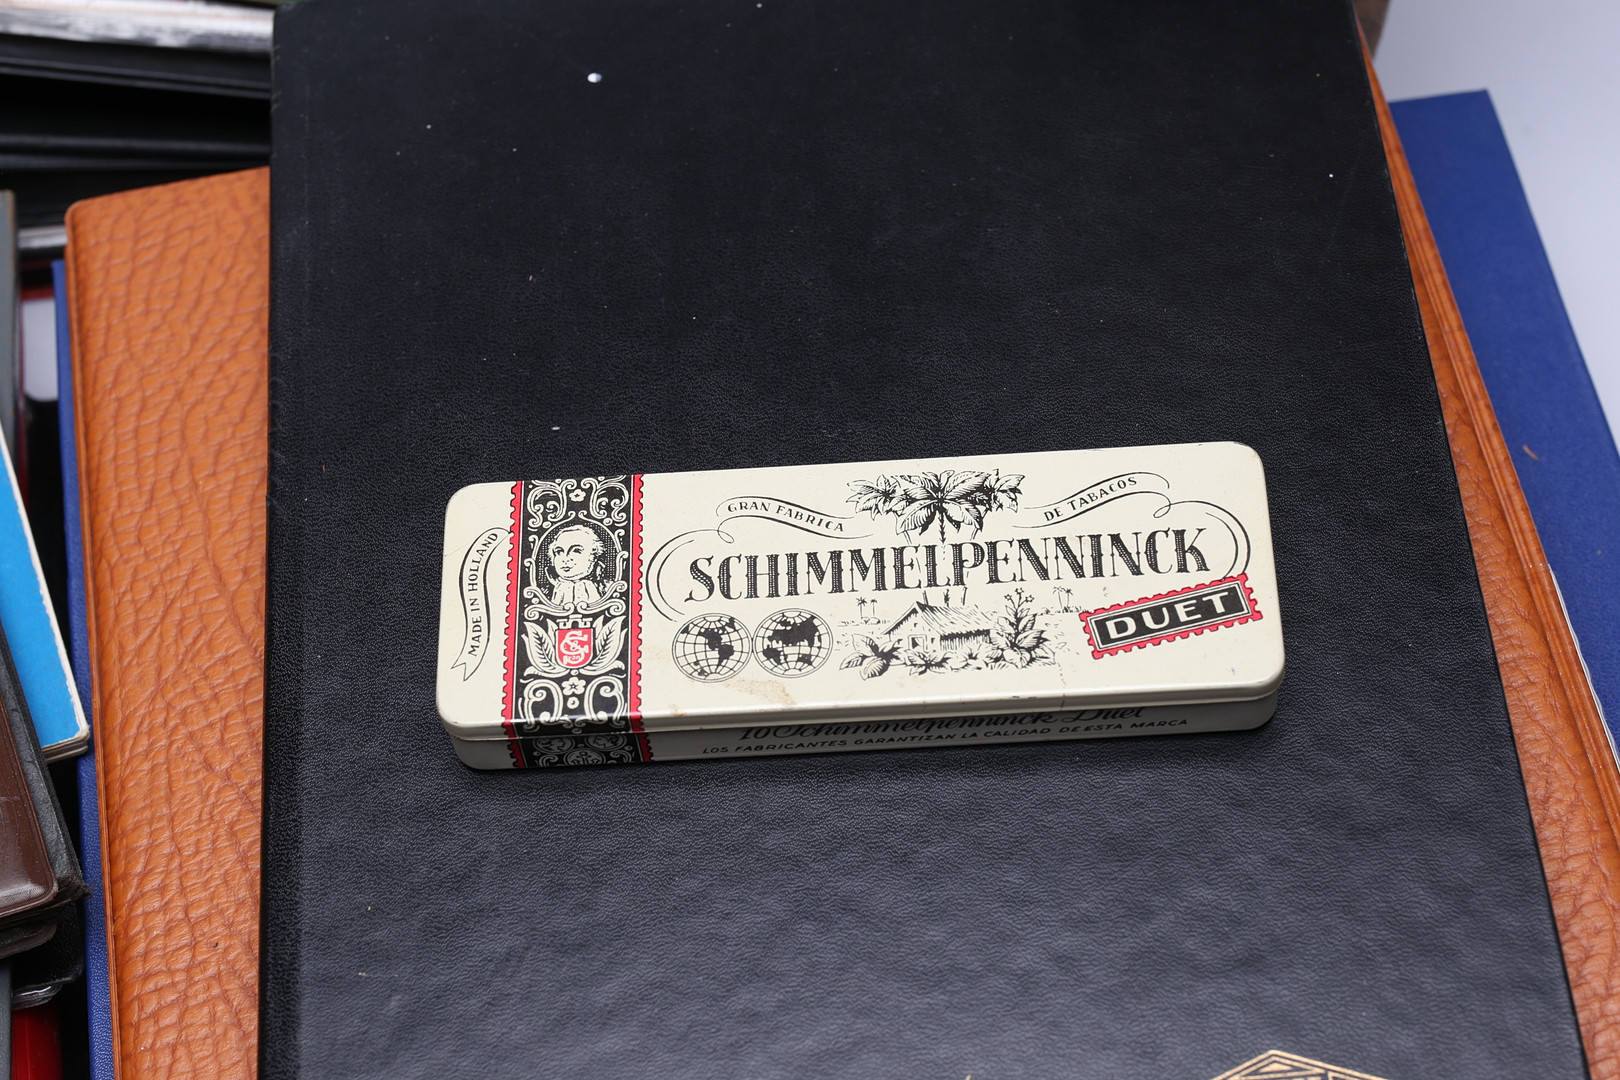 MADE IN HOLLAND
GRAN FABRICA
DE TABACOS
SCHIMMELPENNINCK
DUET
10 Schimmelpenninck Duet
LOS FABRICANTES GARANTIZAN LA CALIDAD DE ESTA MARCA